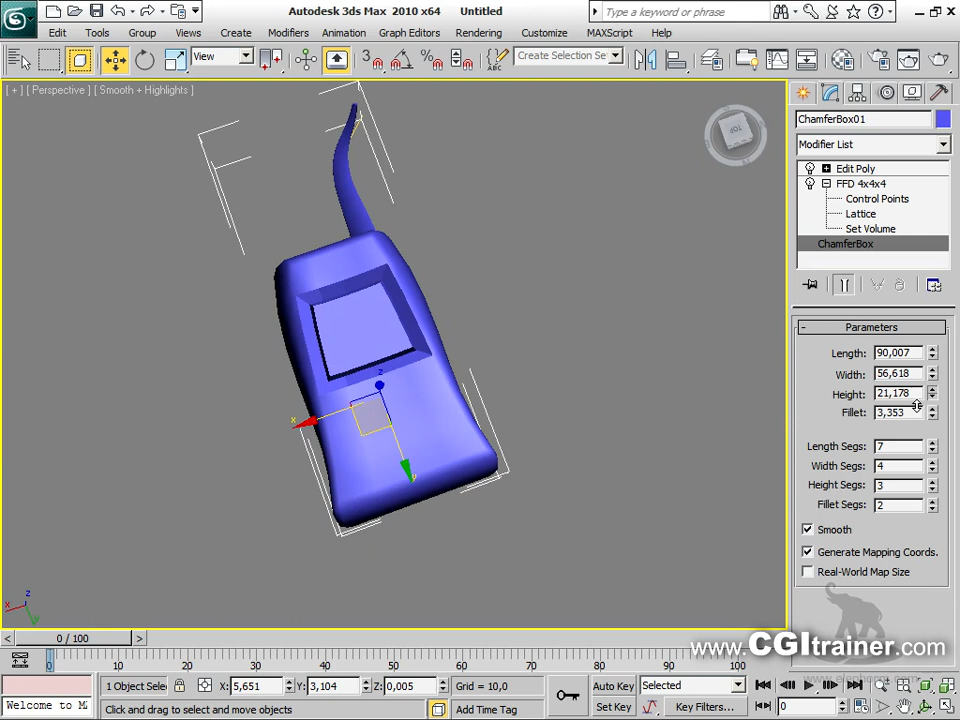 Autodesk 3ds Max 2010 x64 Untitled
Type a keyword or phrase
Edit Tools Group Views Create Modifiers Animation Graph Editors Rendering Customize MAXScript Help
View
Create Selection Se
[ + ] [ Perspective ] [ Smooth + Highlights ]
TOP
ChamferBox01
Modifier List
Edit Poly
FFD 4x4x4
Control Points
Lattice
Set Volume
ChamferBox
Parameters
Length: 90,007
Width: 56,618
Height: 21,178
Fillet: 3,353
Length Segs: 7
Width Segs: 4
Height Segs: 3
Fillet Segs: 2
Smooth
Generate Mapping Coords.
Real-World Map Size
x y z
x y z
www.CGItrainer.com
0 / 100
0 10 20 30 40 50 60 70 80 90 100
1 Object Selec X: 5,651 Y: 3,104 Z: 0,005 Grid = 10,0 Auto Key Selected
Welcome to M Click and drag to select and move objects Add Time Tag Set Key Key Filters... 0